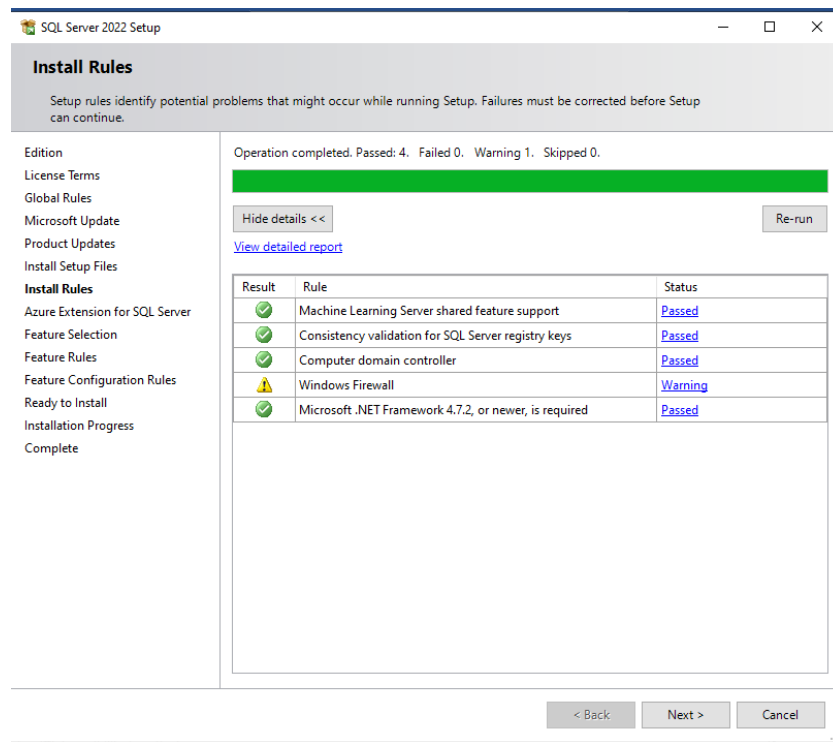 SQL Server 2022 Setup
Install Rules
Setup rules identify potential problems that might occur while running Setup. Failures must be corrected before Setup
can continue.
Edition
License Terms
Global Rules
Microsoft Update
Product Updates
Install Setup Files
Install Rules
Azure Extension for SQL Server
Feature Selection
Feature Rules
Feature Configuration Rules
Ready to Install
Installation Progress
Complete
Operation completed. Passed: 4. Failed 0. Warning 1. Skipped 0.
Hide details << Re-run
View detailed report
Result Rule Status
Machine Learning Server shared feature support Passed
Consistency validation for SQL Server registry keys Passed
Computer domain controller Passed
Windows Firewall Warning
Microsoft .NET Framework 4.7.2, or newer, is required Passed
< Back Next > Cancel